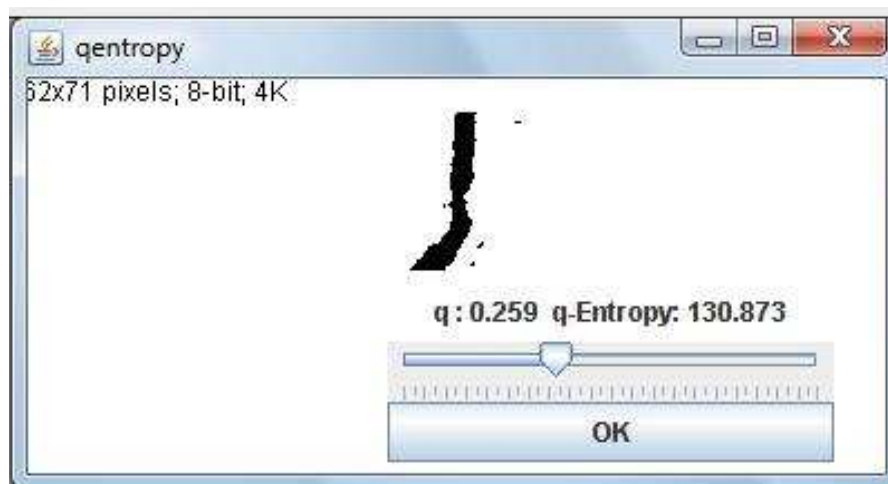 qentropy
62x71 pixels; 8-bit; 4K
q : 0.259 q-Entropy: 130.873
OK